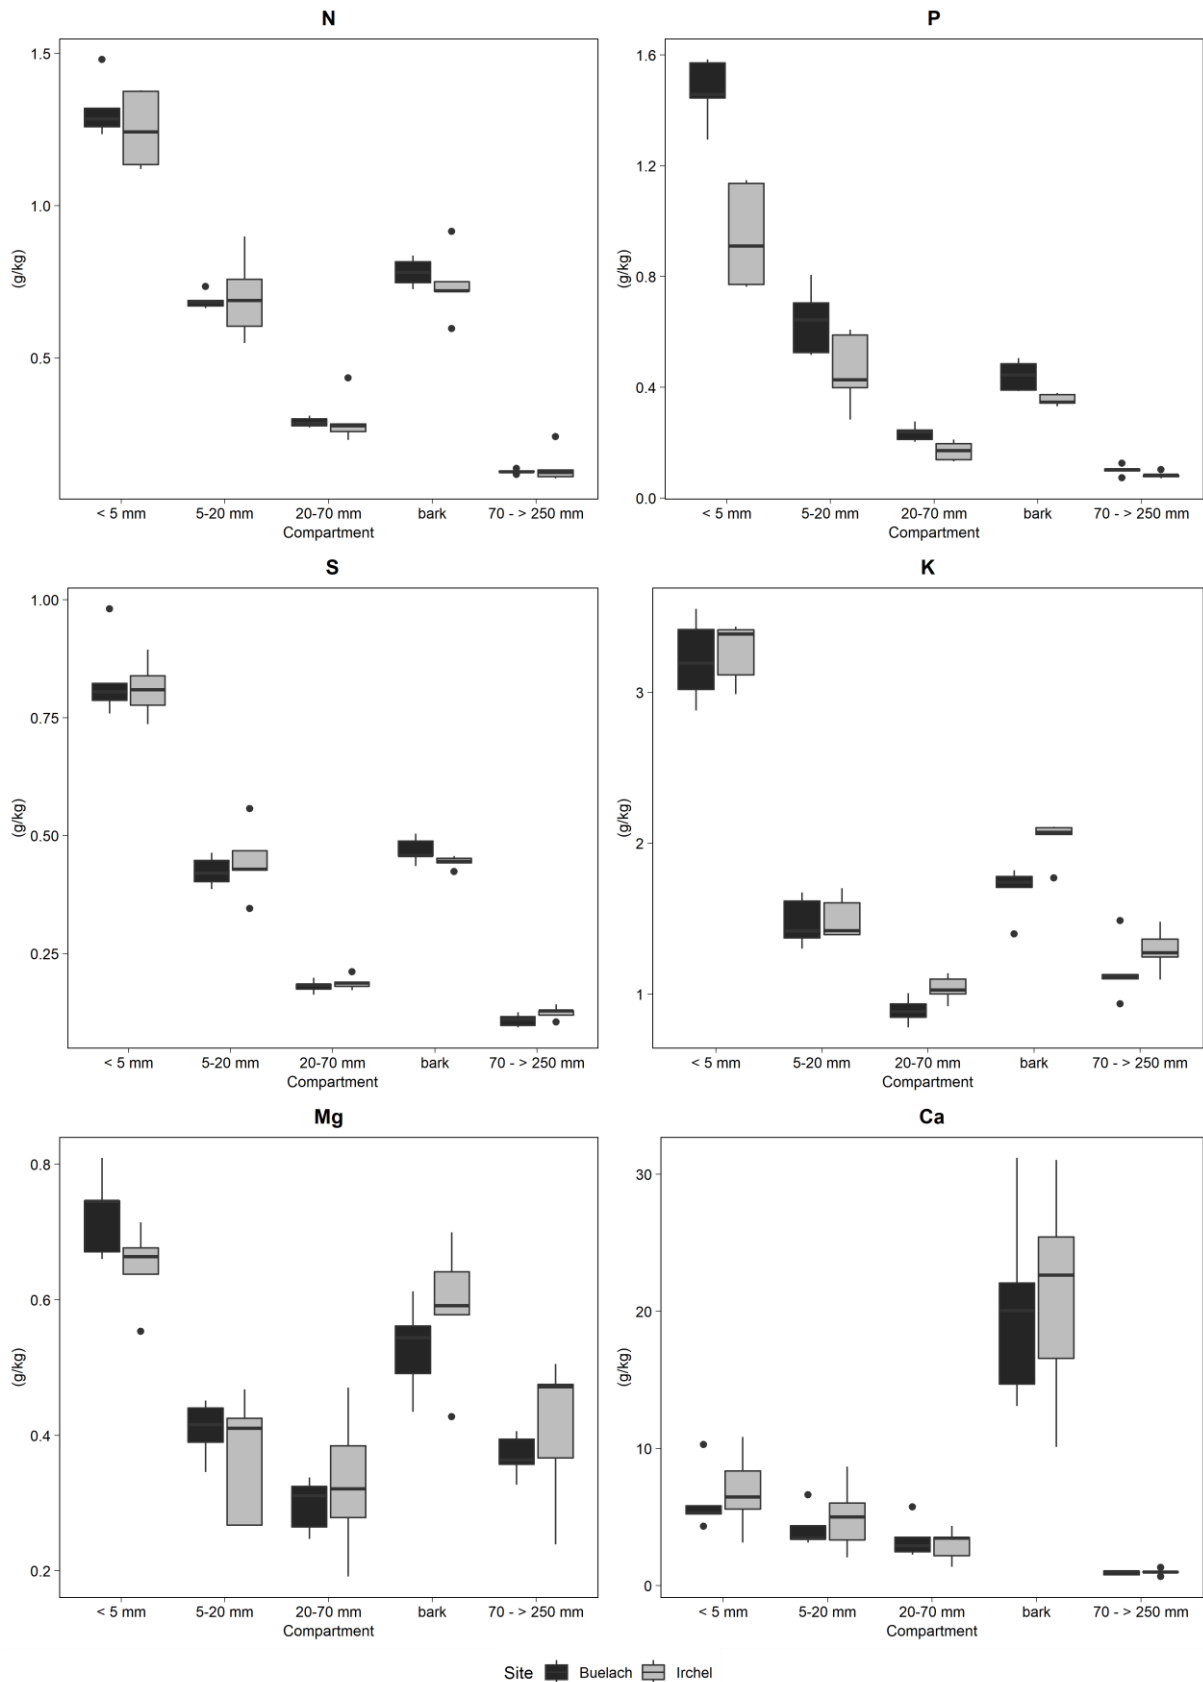 N
1.5
1.0
0.5
(g/kg)
< 5 mm 5-20 mm 20-70 mm bark 70 - > 250 mm
Compartment
P
1.6
1.2
0.8
0.4
0.0
(g/kg)
< 5 mm 5-20 mm 20-70 mm bark 70 - > 250 mm
Compartment
S
1.00
0.75
0.50
0.25
(g/kg)
< 5 mm 5-20 mm 20-70 mm bark 70 - > 250 mm
Compartment
K
3
2
1
(g/kg)
< 5 mm 5-20 mm 20-70 mm bark 70 - > 250 mm
Compartment
Mg
0.8
0.6
0.4
0.2
(g/kg)
< 5 mm 5-20 mm 20-70 mm bark 70 - > 250 mm
Compartment
Ca
30
20
10
0
(g/kg)
< 5 mm 5-20 mm 20-70 mm bark 70 - > 250 mm
Compartment
Site Buelach Irchel